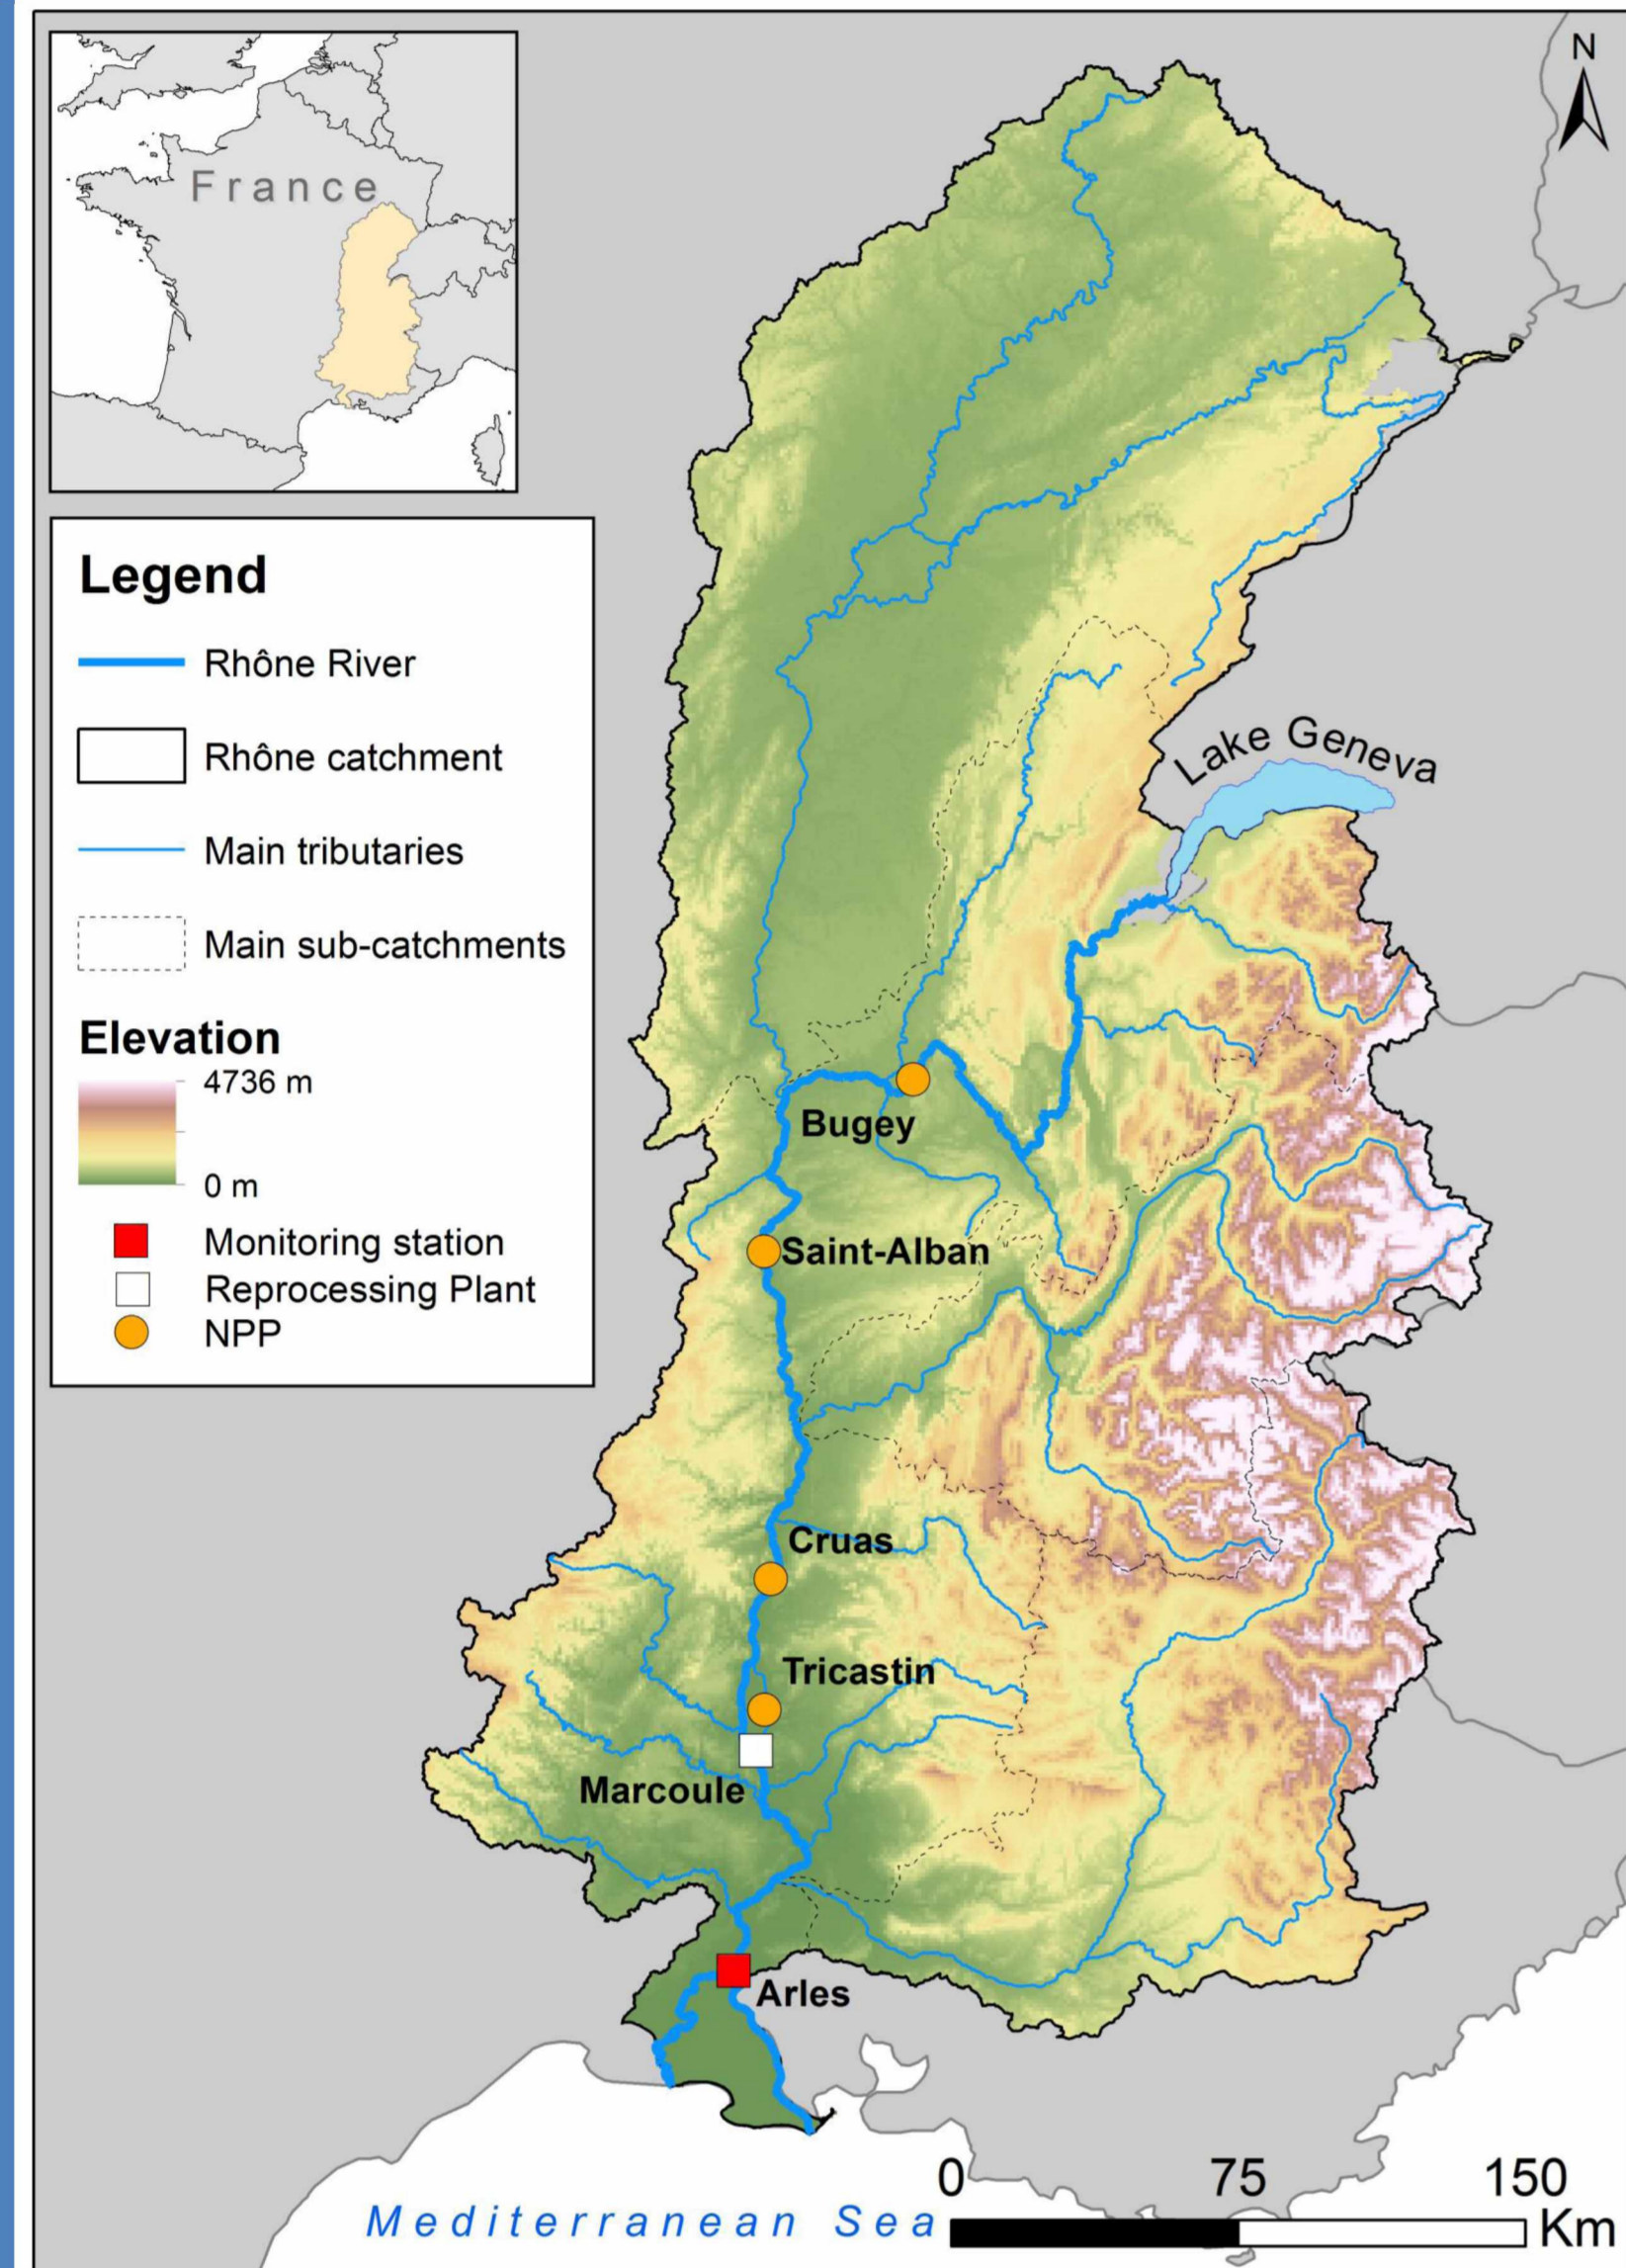 N
France
Legend
Rhône River
Rhône catchment
Main tributaries
Main sub-catchments
Elevation
4736 m
0 m
Monitoring station
Reprocessing Plant
NPP
Lake Geneva
Bugey
Saint-Alban
Cruas
Tricastin
Marcoule
Arles
Mediterranean Sea
0 75 150
Km